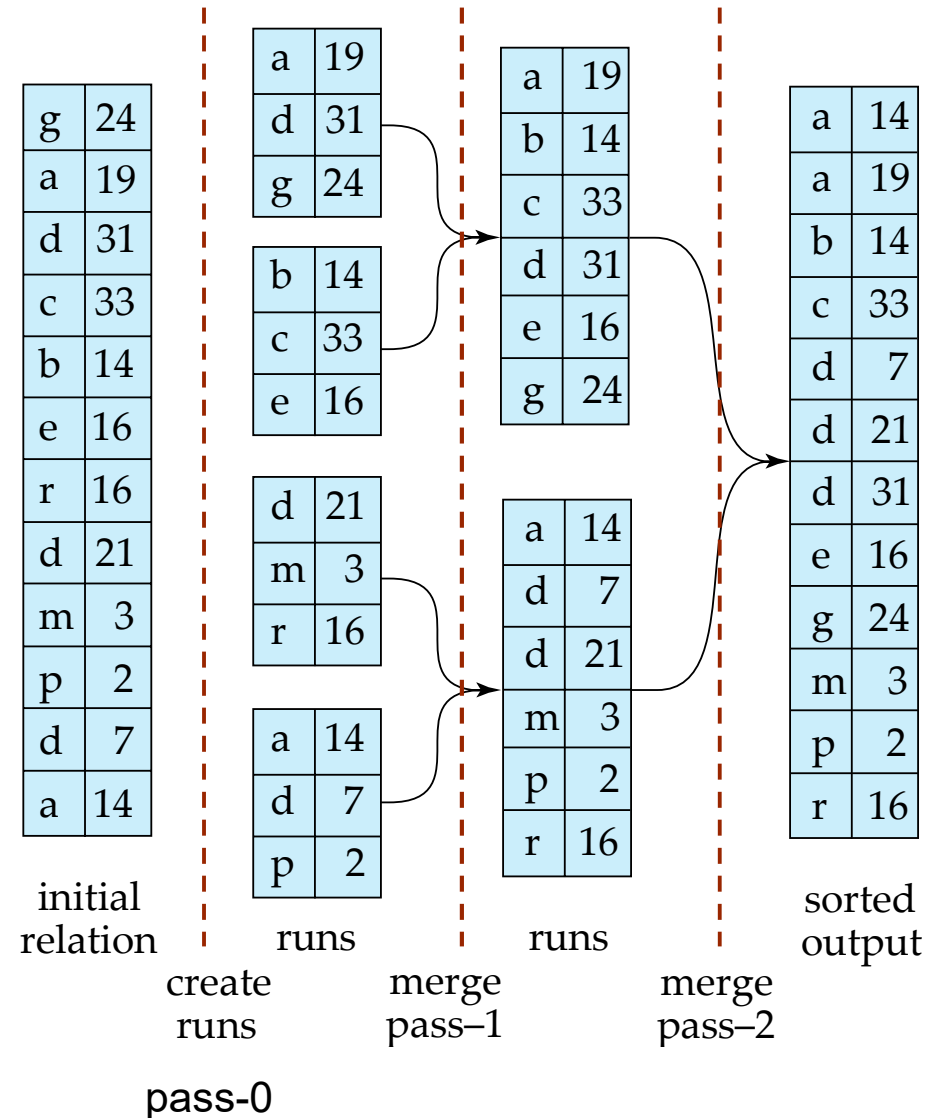 g 24
a 19
d 31
c 33
b 14
e 16
r 16
d 21
m 3
p 2
d 7
a 14
initial
relation
create
runs
pass-0
a 19
d 31
g 24
b 14
c 33
e 16
d 21
m 3
r 16
a 14
d 7
p 2
runs
merge
pass–1
a 19
b 14
c 33
d 31
e 16
g 24
a 14
d 7
d 21
m 3
p 2
r 16
runs
merge
pass–2
a 14
a 19
b 14
c 33
d 7
d 21
d 31
e 16
g 24
m 3
p 2
r 16
sorted
output